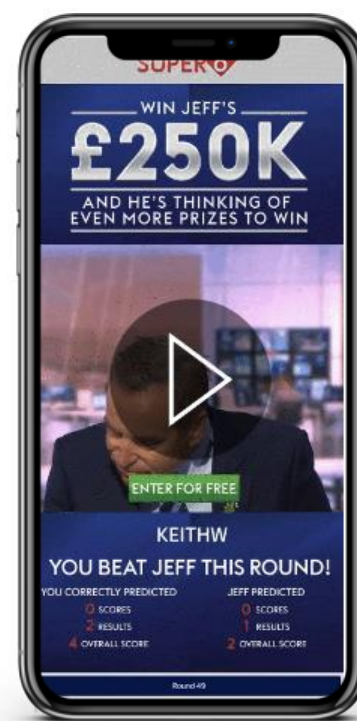 SUPER 6
WIN JEFF'S
£250K
AND HE'S THINKING OF
EVEN MORE PRIZES TO WIN
ENTER FOR FREE
KEITHW
YOU BEAT JEFF THIS ROUND!
YOU CORRECTLY PREDICTED
0 SCORES
2 RESULTS
4 OVERALL SCORE
JEFF PREDICTED
0 SCORES
1 RESULTS
2 OVERALL SCORE
Round 49